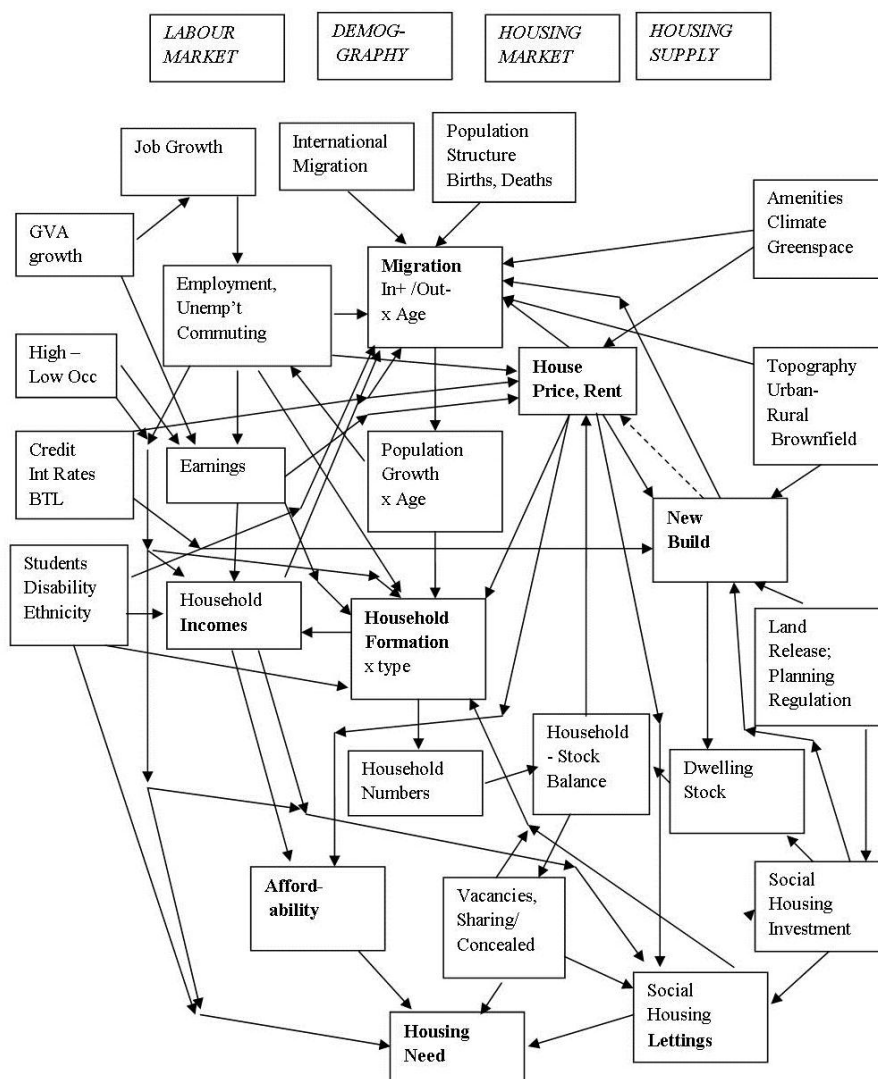 LABOUR
MARKET
DEMOG-
GRAPHY
HOUSING
MARKET
HOUSING
SUPPLY
Job Growth
International
Migration
Population
Structure
Births, Deaths
Amenities
Climate
Greenspace
GVA
growth
Employment,
Unemp't
Commuting
Migration
In+ /Out-
x Age
High –
Low Occ
House
Price, Rent
Topography
Urban-
Rural
Brownfield
Credit
Int Rates
BTL
Earnings
Population
Growth
x Age
New
Build
Students
Disability
Ethnicity
Household
Incomes
Household
Formation
x type
Land
Release;
Planning
Regulation
Household
Numbers
Household
- Stock
Balance
Dwelling
Stock
Afford-
ability
Vacancies,
Sharing/
Concealed
Social
Housing
Investment
Social
Housing
Lettings
Housing
Need